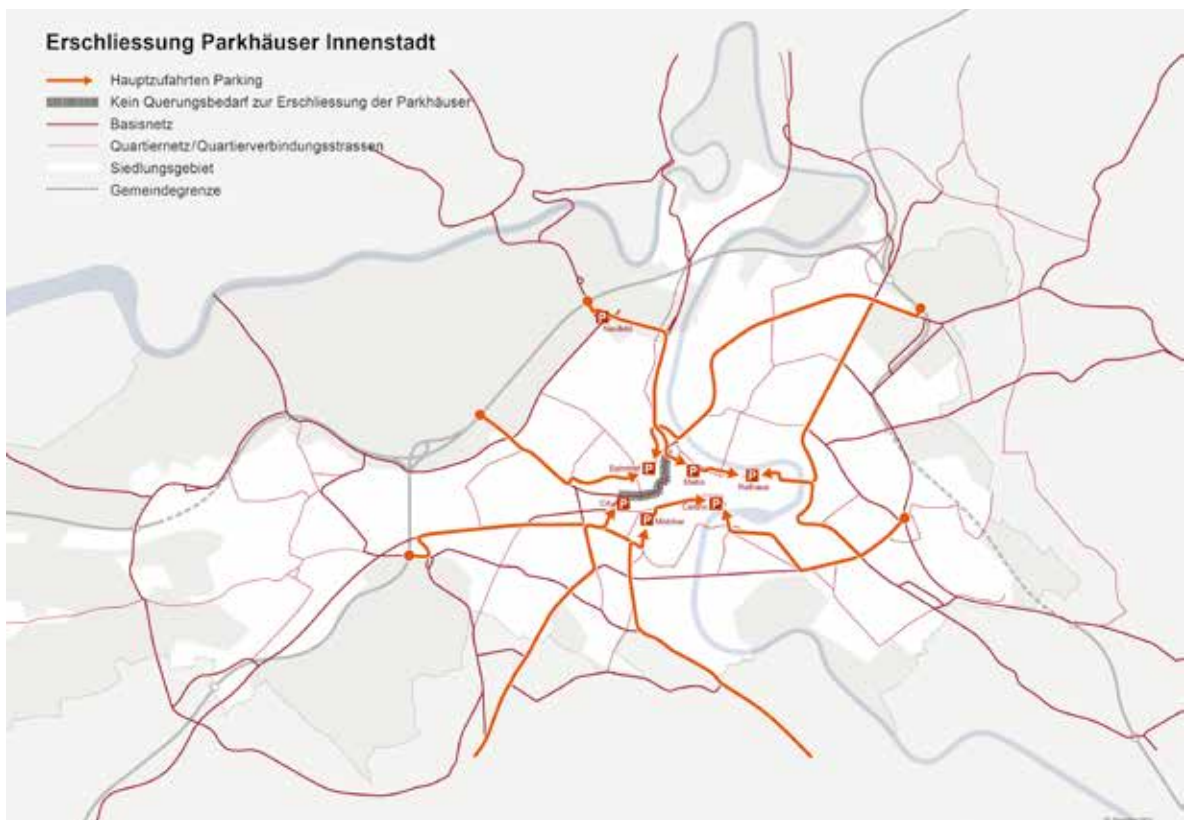 Erschliessung Parkhäuser Innenstadt
Hauptzufahrten Parking
Kein Querungsbedarf zur Erschliessung der Parkhäuser
Basisnetz
Quartiernetz/Quartierverbindungsstrassen
Siedlungsgebiet
Gemeindegrenze
P
Neufeld
Bahnhof
P
P
Metro
P
Rathaus
City
P
P
Mobiliar
Casino
P